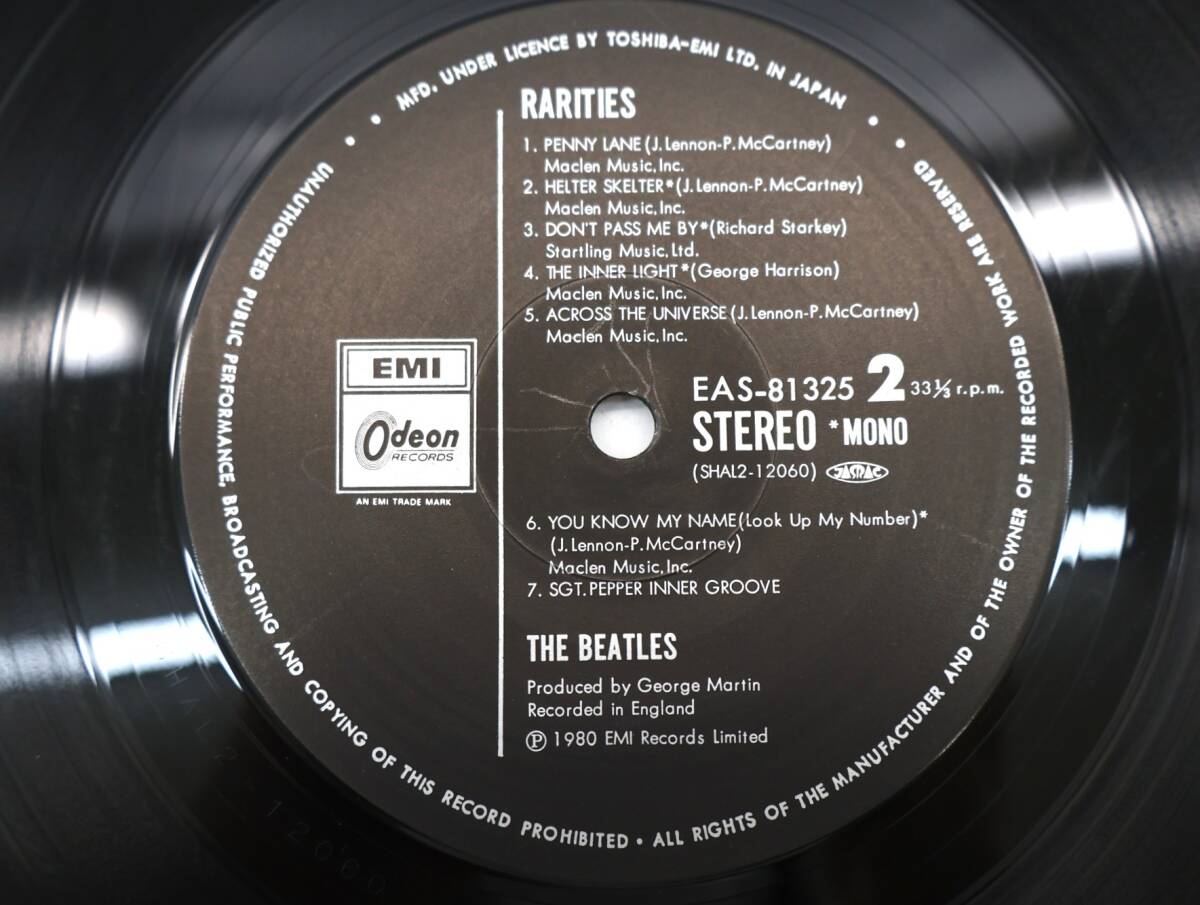 MFD. UNDER LICENCE BY TOSHIBA-EMI LTD. IN JAPAN
RARITIES
1. PENNY LANE (J.Lennon-P.McCartney)
Maclen Music,Inc.
2. HELTER SKELTER*(J.Lennon-P.McCartney)
Maclen Music,Inc.
3. DON'T PASS ME BY*(Richard Starkey)
Startling Music,Ltd.
4. THE INNER LIGHT*(George Harrison)
Maclen Music,Inc.
5. ACROSS THE UNIVERSE (J.Lennon-P.McCartney)
Maclen Music,Inc.
EMI
Odeon
RECORDS
AN EMI TRADE MARK
EAS-81325 2 33⅓ r.p.m.
STEREO *MONO
(SHAL2-12060) JASRAC
6. YOU KNOW MY NAME(Look Up My Number)*
(J.Lennon-P.McCartney)
Maclen Music,Inc.
7. SGT.PEPPER INNER GROOVE
THE BEATLES
Produced by George Martin
Recorded in England
Ⓟ 1980 EMI Records Limited
UNAUTHORIZED PUBLIC PERFORMANCE, BROADCASTING AND COPYING OF THIS RECORD PROHIBITED • ALL RIGHTS OF THE MANUFACTURER AND OF THE OWNER OF THE RECORDED WORK ARE RESERVED